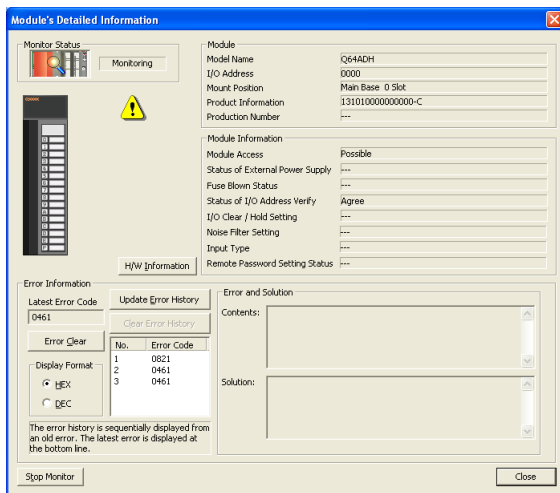 Module's Detailed Information
Monitor Status
Monitoring
Module
Model Name Q64ADH
I/O Address 0000
Mount Position Main Base 0 Slot
Product Information 131010000000000-C
Production Number ---
Module Information
Module Access Possible
Status of External Power Supply ---
Fuse Blown Status ---
Status of I/O Address Verify Agree
I/O Clear / Hold Setting ---
Noise Filter Setting ---
Input Type ---
Remote Password Setting Status ---
H/W Information
Error Information
Latest Error Code
0461
Error Clear
Display Format
HEX
DEC
Update Error History
Clear Error History
No. Error Code
1 0821
2 0461
3 0461
The error history is sequentially displayed from
an old error. The latest error is displayed at
the bottom line.
Error and Solution
Contents:
Solution:
Stop Monitor
Close